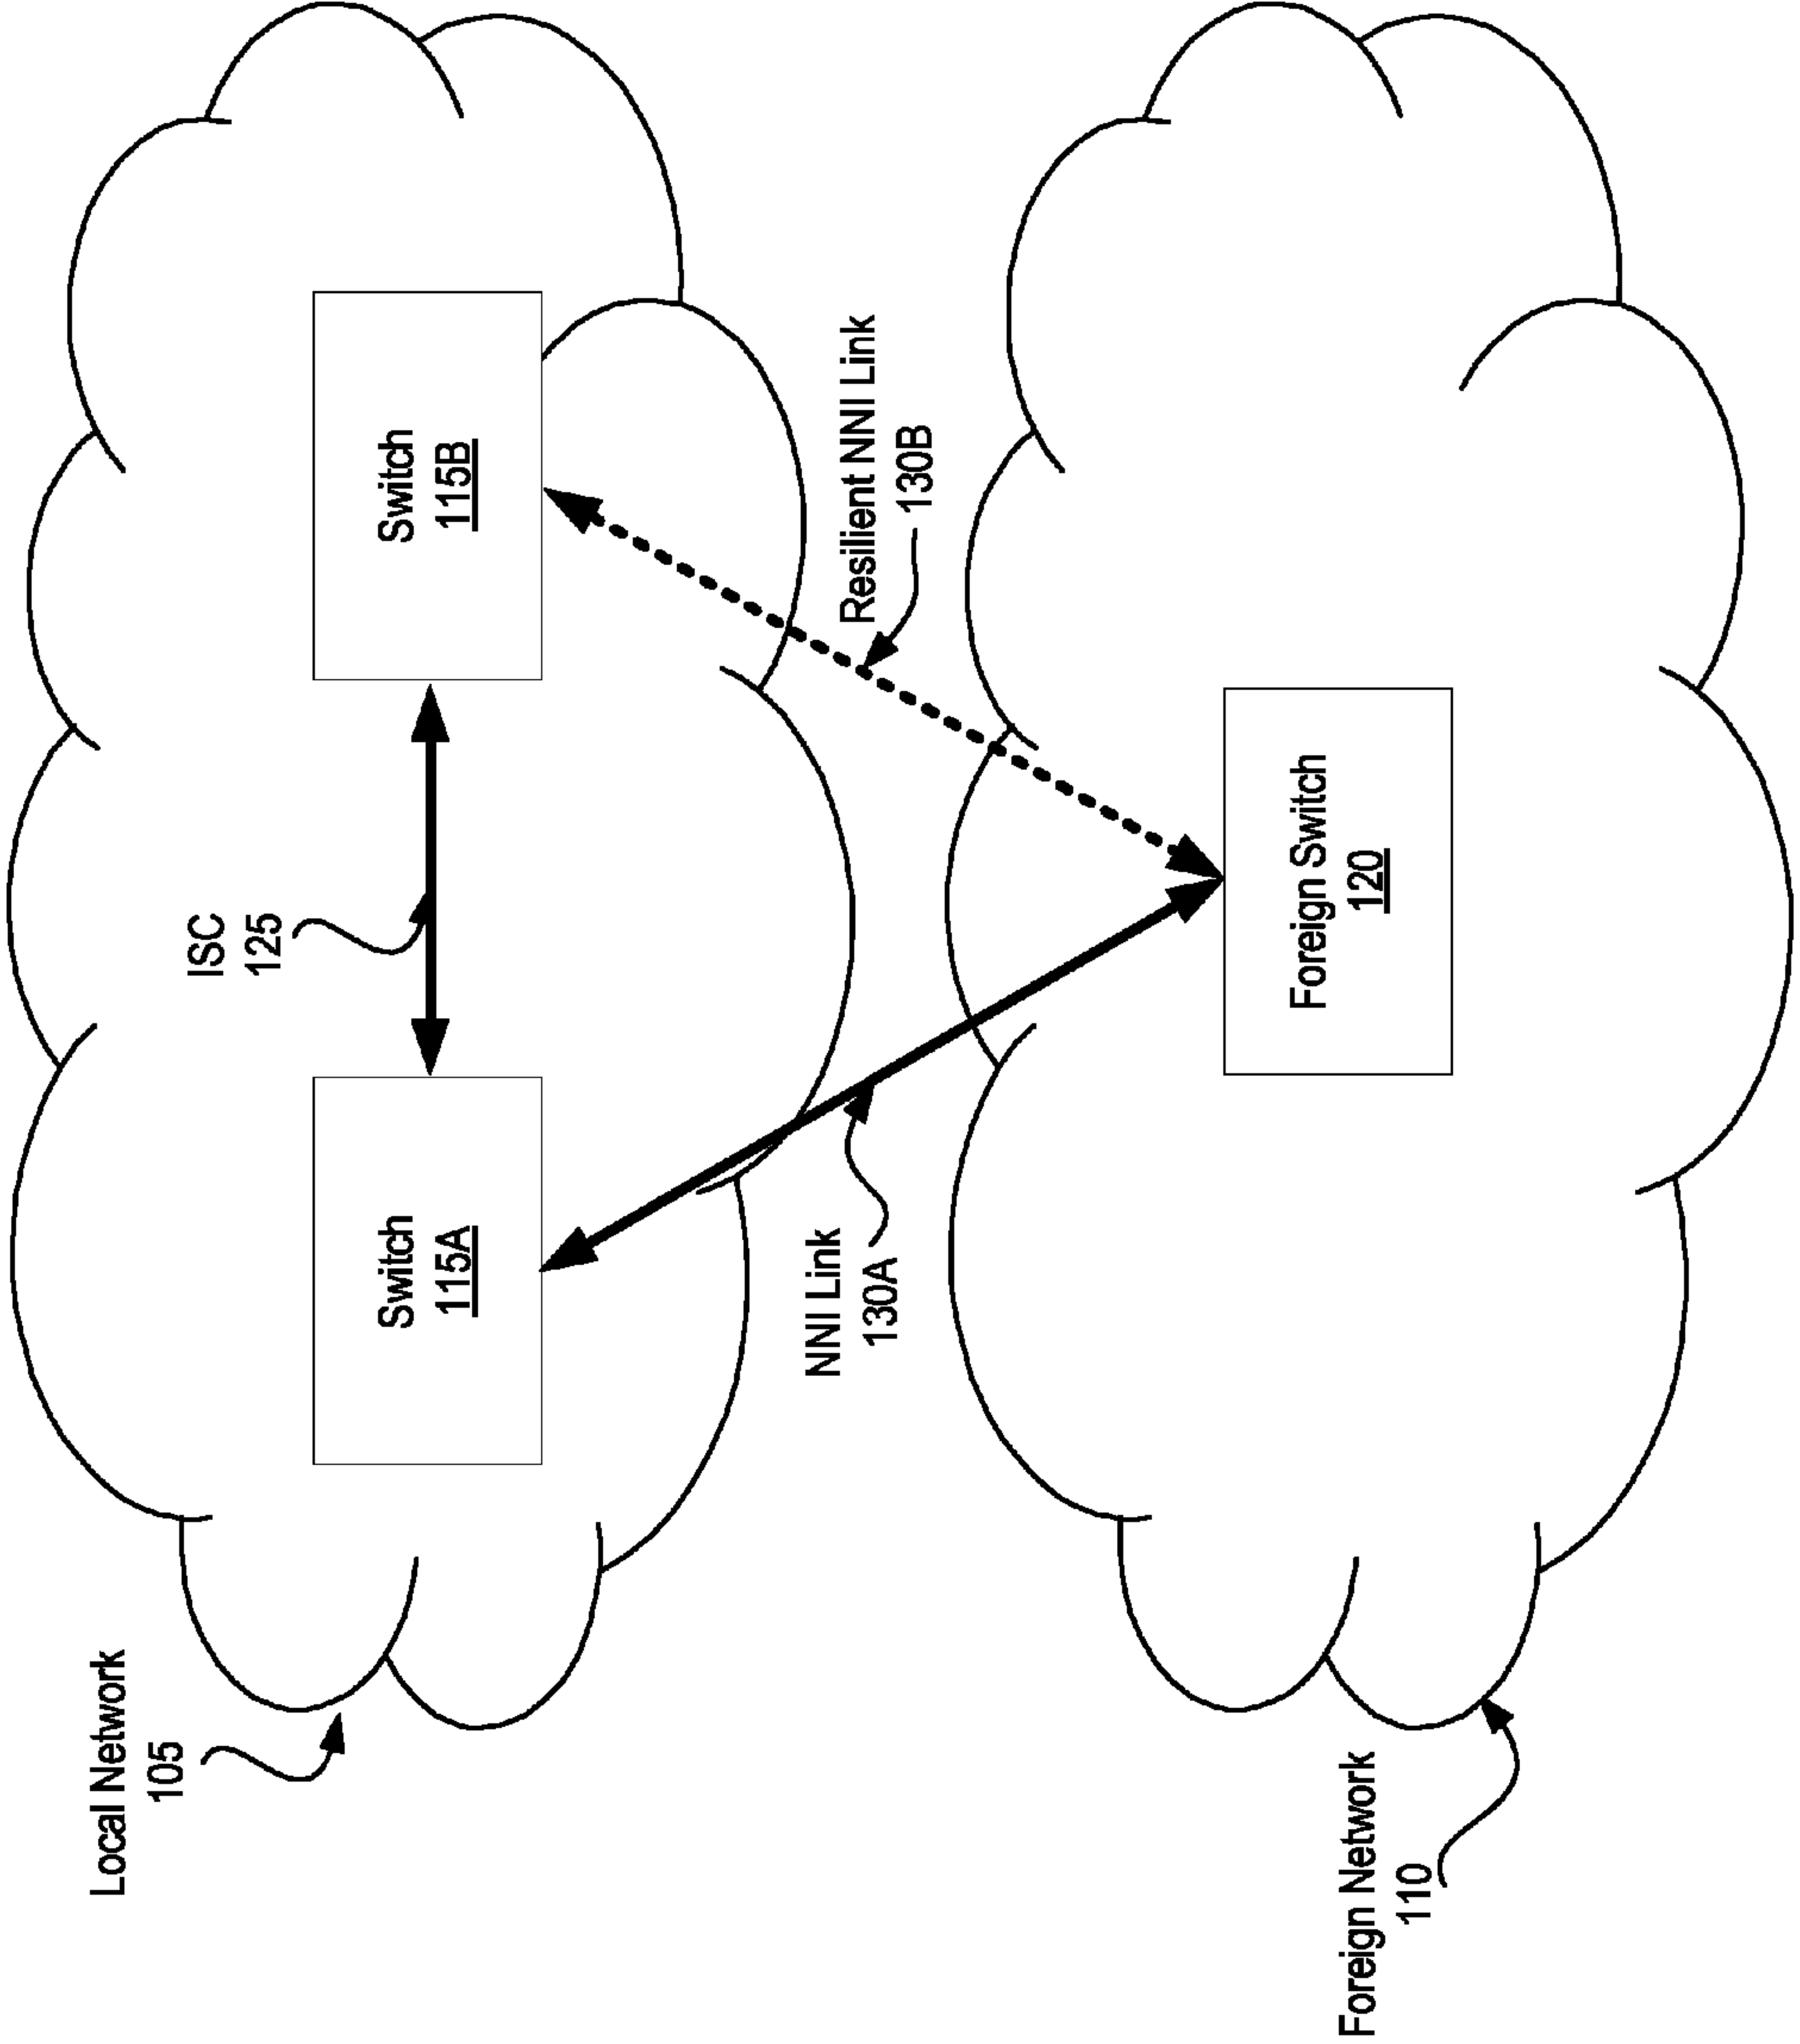 Local Network
105
ISC
125
Switch
115A
Switch
115B
NNI Link
130A
Resilient NNI Link
130B
Foreign Network
110
Foreign Switch
120